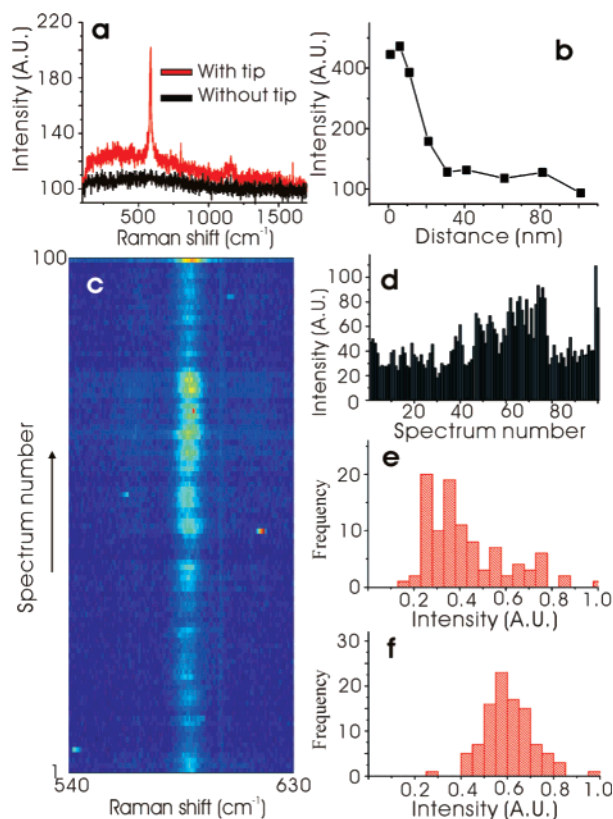 a
Intensity (A.U.)
220
180
140
100
With tip
Without tip
500
1000
1500
Raman shift (cm-1)
b
Intensity (A.U.)
400
200
100
0
40
80
Distance (nm)
c
100
Spectrum number
1
540
630
Raman shift (cm-1)
d
Intensity (A.U.)
100
80
60
40
20
0
20
40
60
80
Spectrum number
e
Frequency
20
10
0
0.2
0.4
0.6
0.8
1.0
Intensity (A.U.)
f
Frequency
30
20
10
0
0.0
0.2
0.4
0.6
0.8
1.0
Intensity (A.U.)